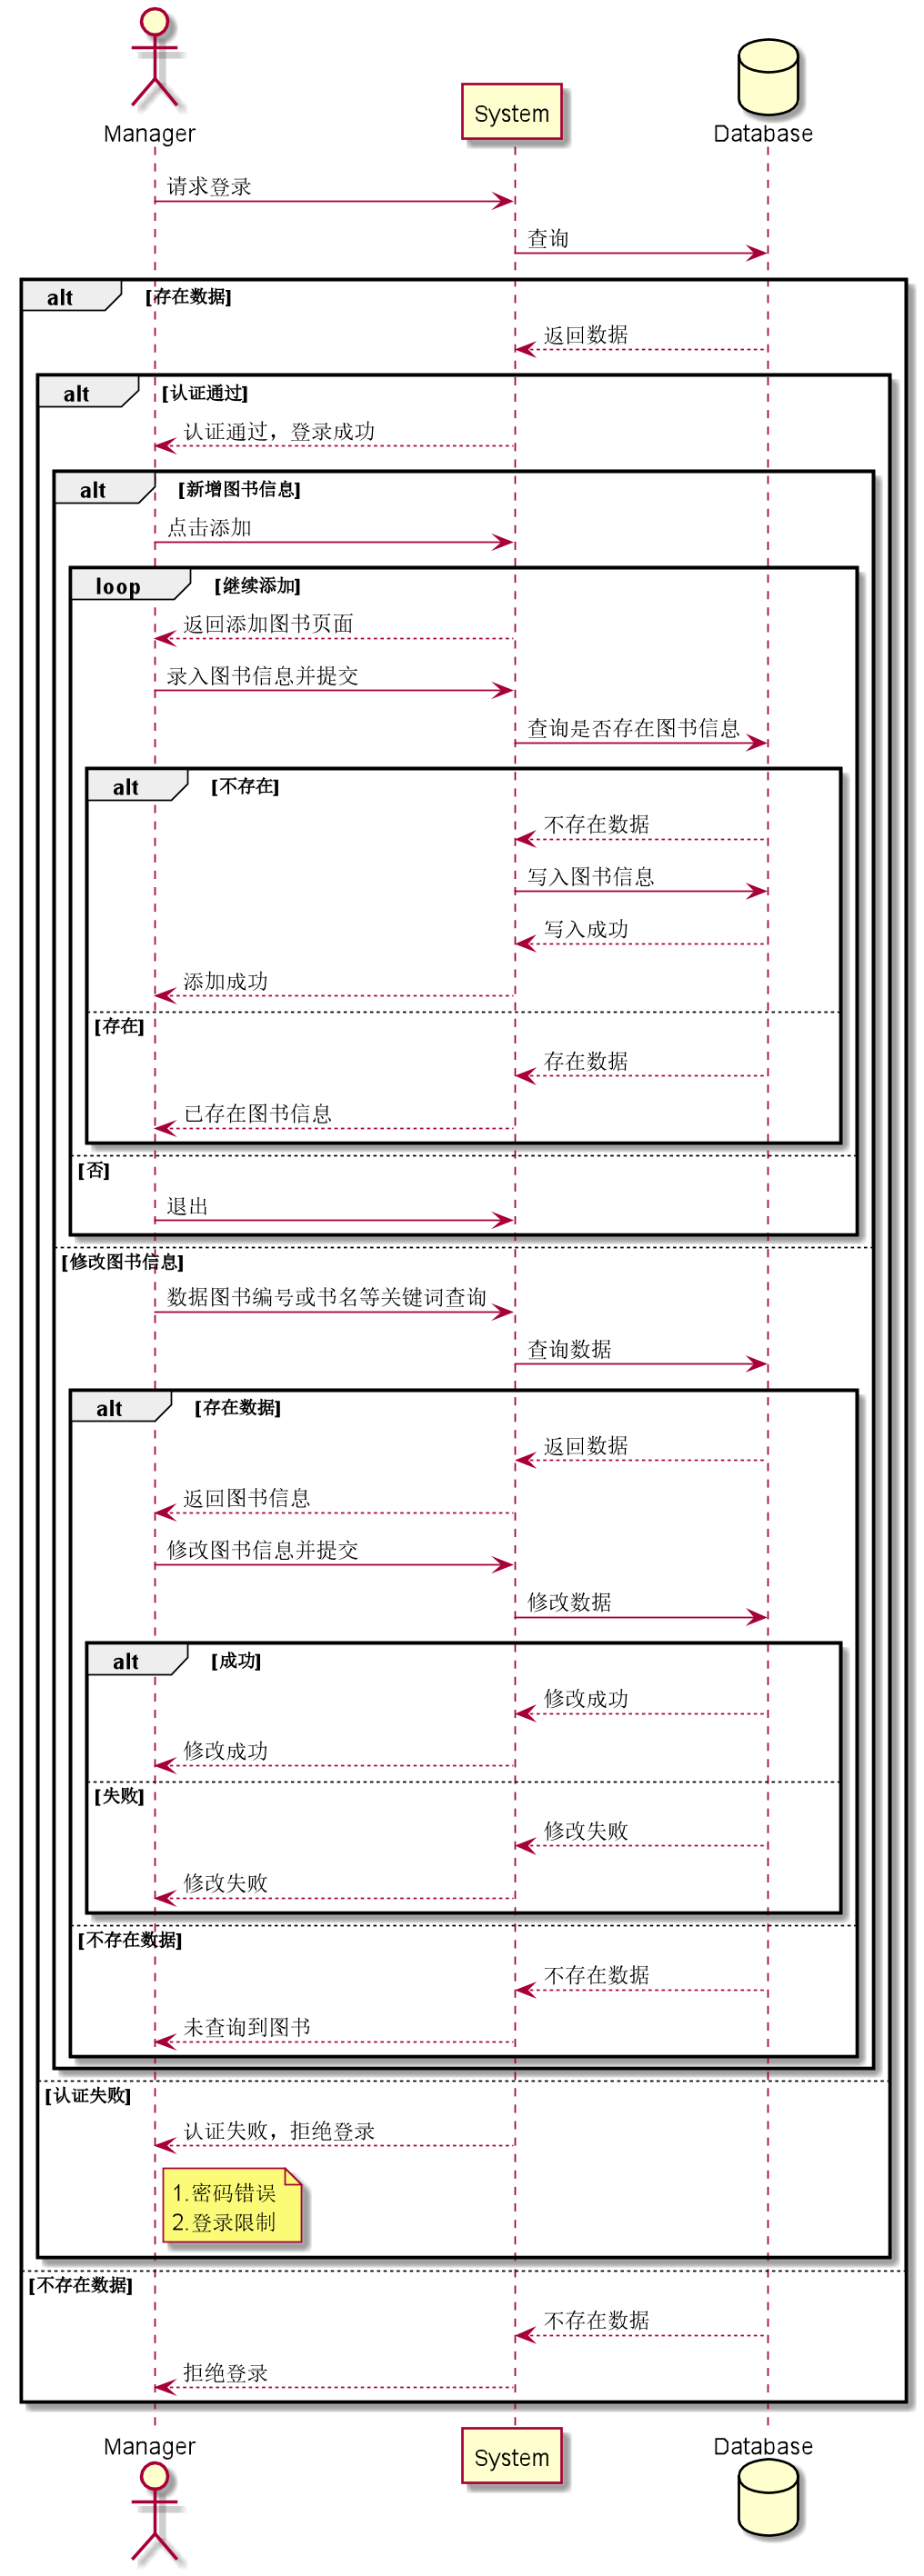 Manager
System
Database
请求登录
查询
alt [存在数据]
返回数据
alt [认证通过]
认证通过，登录成功
alt [新增图书信息]
点击添加
loop [继续添加]
返回添加图书页面
录入图书信息并提交
查询是否存在图书信息
alt [不存在]
不存在数据
写入图书信息
写入成功
添加成功
[存在]
存在数据
已存在图书信息
[否]
退出
[修改图书信息]
数据图书编号或书名等关键词查询
查询数据
alt [存在数据]
返回数据
返回图书信息
修改图书信息并提交
修改数据
alt [成功]
修改成功
修改成功
[失败]
修改失败
修改失败
[不存在数据]
不存在数据
未查询到图书
[认证失败]
认证失败，拒绝登录
1.密码错误
2.登录限制
[不存在数据]
不存在数据
拒绝登录
Manager
System
Database